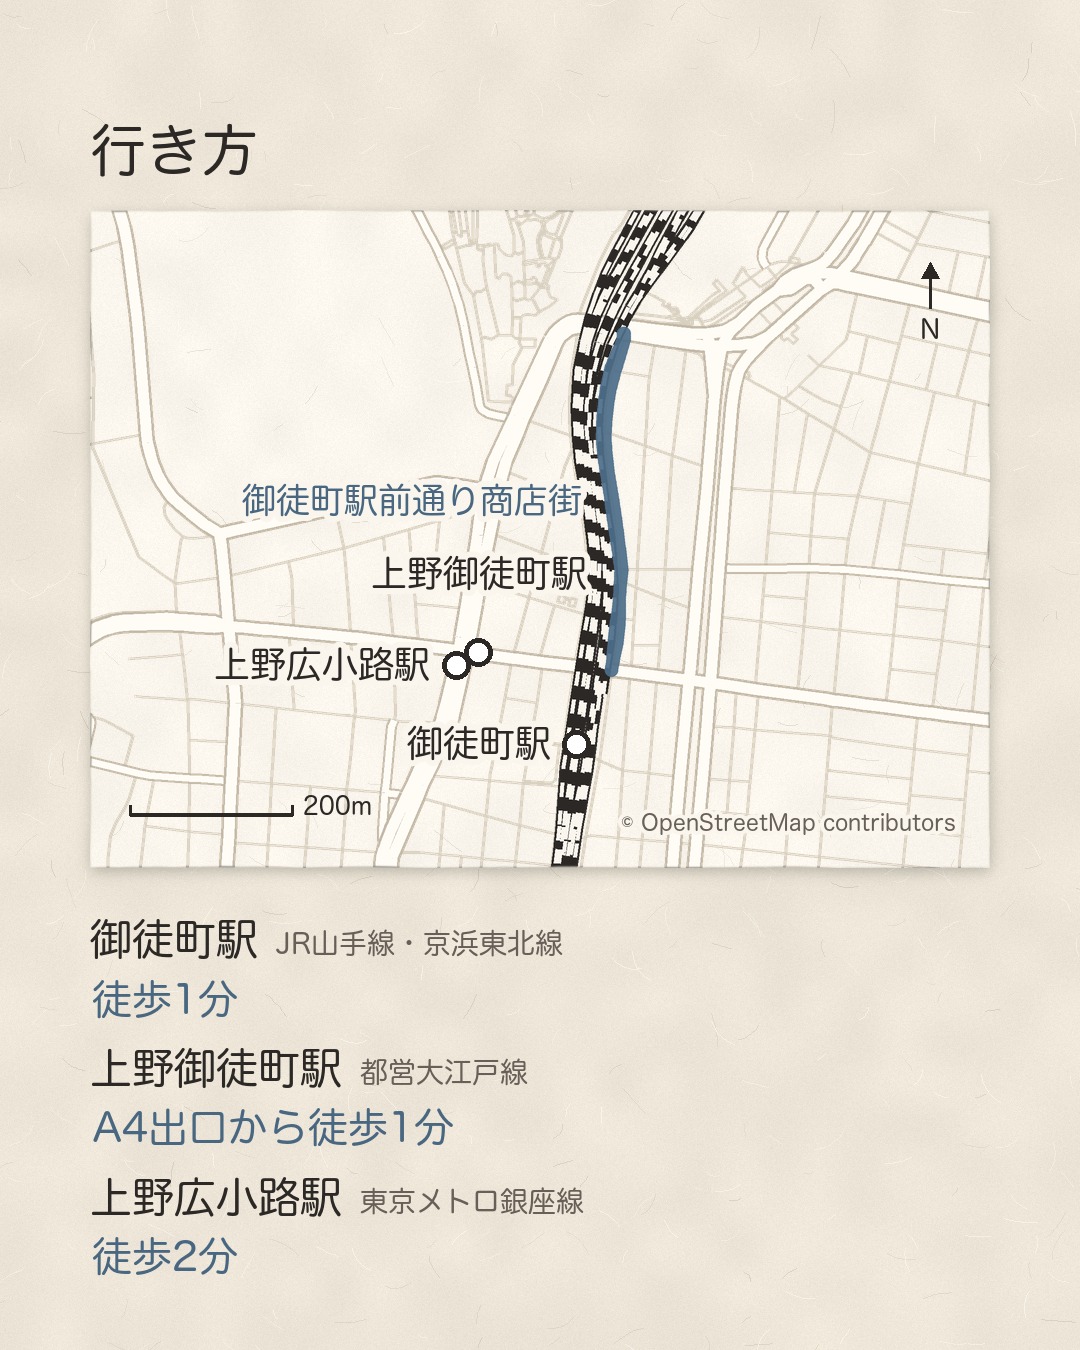 行き方
N
御徒町駅前通り商店街
上野御徒町駅
上野広小路駅
御徒町駅
200m
© OpenStreetMap contributors
御徒町駅 JR山手線・京浜東北線
徒歩1分
上野御徒町駅 都営大江戸線
A4出口から徒歩1分
上野広小路駅 東京メトロ銀座線
徒歩2分